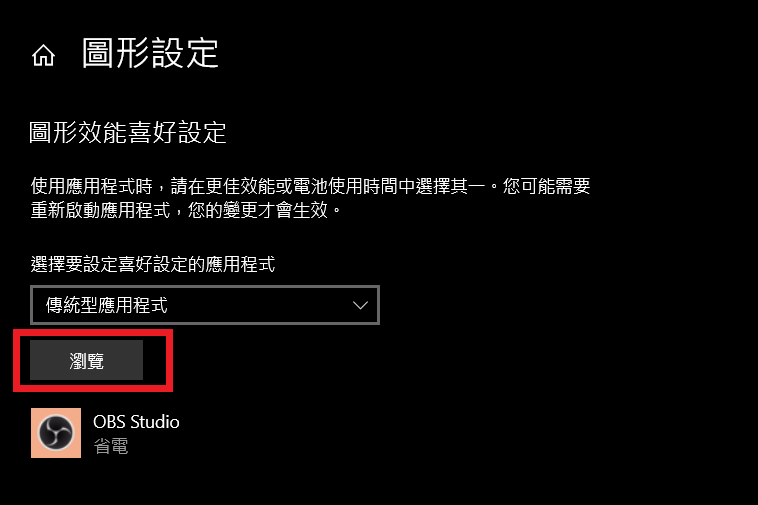 圖形設定
圖形效能喜好設定
使用應用程式時，請在更佳效能或電池使用時間中選擇其一。您可能需要
重新啟動應用程式，您的變更才會生效。
選擇要設定喜好設定的應用程式
傳統型應用程式
瀏覽
OBS Studio
省電